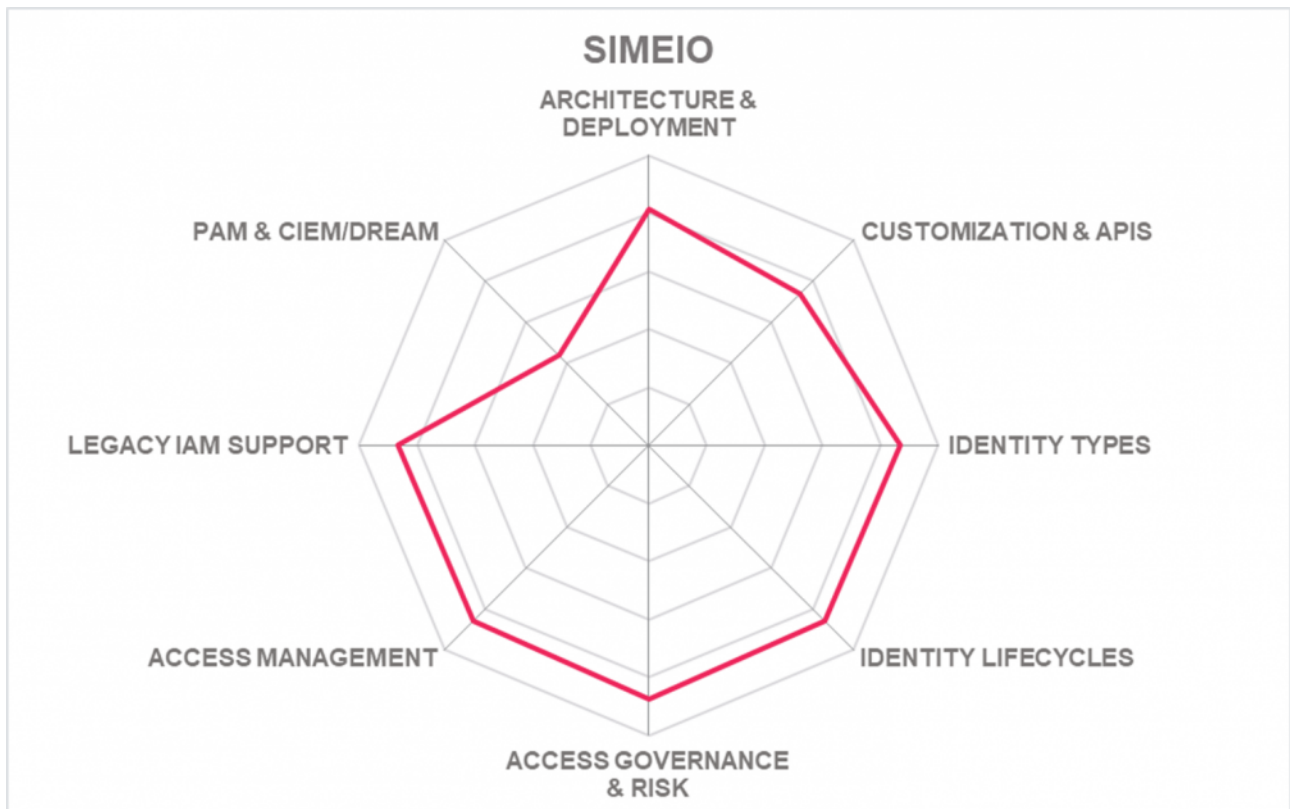 SIMEIO
ARCHITECTURE &
DEPLOYMENT
PAM & CIEM/DREAM
CUSTOMIZATION & APIS
LEGACY IAM SUPPORT
IDENTITY TYPES
ACCESS MANAGEMENT
IDENTITY LIFECYCLES
ACCESS GOVERNANCE
& RISK